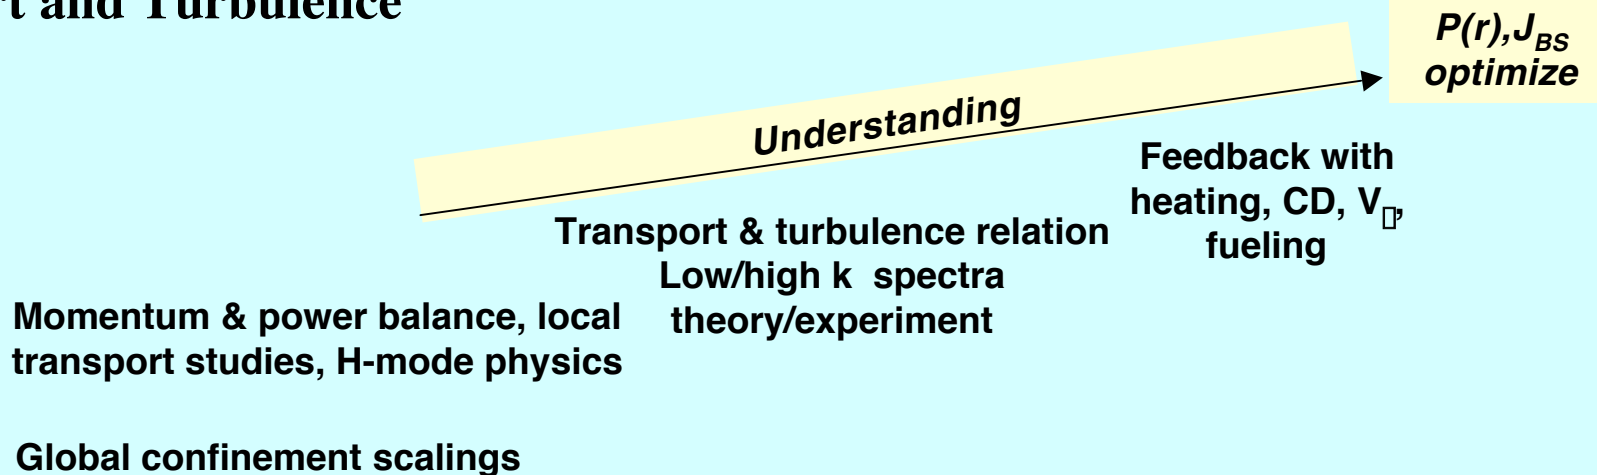 and Turbulence
P(r),J_BS
optimize
Understanding
Feedback with
heating, CD, V▯,
fueling
Transport & turbulence relation
Low/high k spectra
theory/experiment
Momentum & power balance, local
transport studies, H-mode physics
Global confinement scalings